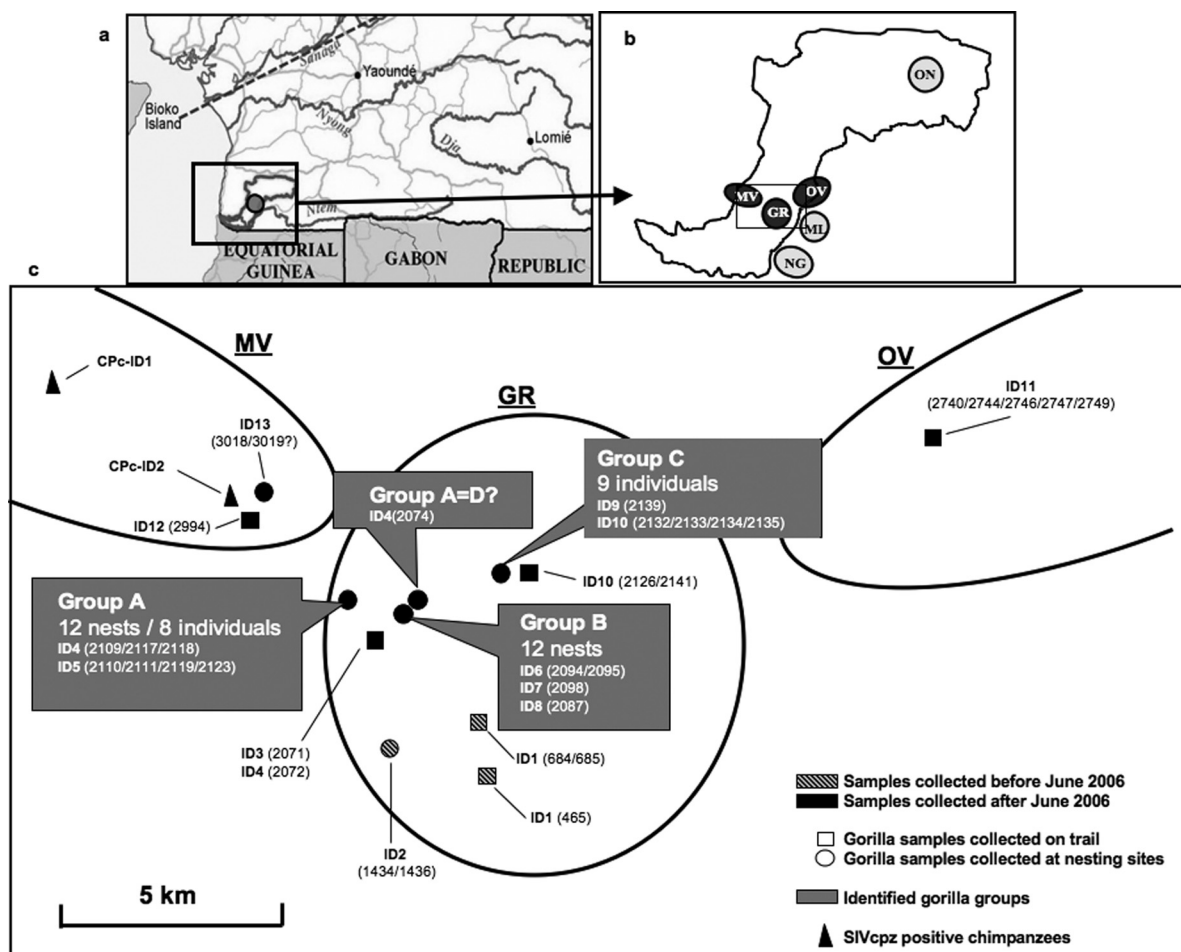 a
Sanaga
Yaoundé
Bioko
Island
Nyong
Dja
Lomié
Ntem
EQUATORIAL
GUINEA
GABON
REPUBLIC
b
ON
MV
OV
GR
ML
NG
c
MV
CPc-ID1
ID13
(3018/3019?)
CPc-ID2
ID12 (2994)
GR
OV
ID11
(2740/2744/2746/2747/2749)
Group A=D?
ID4(2074)
Group C
9 individuals
ID9 (2139)
ID10 (2132/2133/2134/2135)
ID10 (2126/2141)
Group A
12 nests / 8 individuals
ID4 (2109/2117/2118)
ID5 (2110/2111/2119/2123)
Group B
12 nests
ID6 (2094/2095)
ID7 (2098)
ID8 (2087)
ID3 (2071)
ID4 (2072)
ID1 (684/685)
ID1 (465)
ID2
(1434/1436)
5 km
Samples collected before June 2006
Samples collected after June 2006
Gorilla samples collected on trail
Gorilla samples collected at nesting sites
Identified gorilla groups
SIVcpz positive chimpanzees